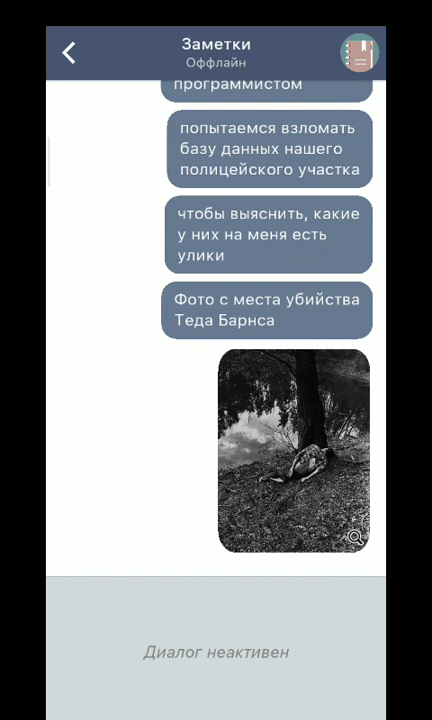 Заметки
Оффлайн
программистом
попытаемся взломать
базу данных нашего
полицейского участка
чтобы выяснить, какие
у них на меня есть
улики
Фото с места убийства
Теда Барнса
Диалог неактивен